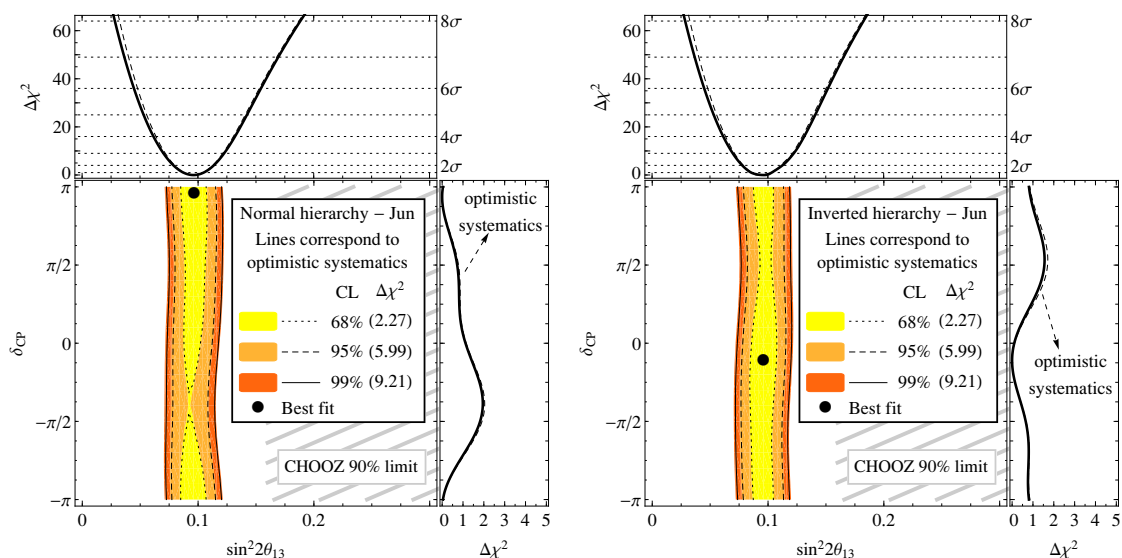 60
40
20
0
Δχ²
8σ
6σ
4σ
2σ
π
π/2
0
−π/2
−π
δCP
Normal hierarchy − Jun
Lines correspond to
optimistic systematics
CL Δχ²
68% (2.27)
95% (5.99)
99% (9.21)
Best fit
CHOOZ 90% limit
optimistic
systematics
0 0.1 0.2
sin²2θ₁₃
0 1 2 3 4 5
Δχ²
60
40
20
0
Δχ²
8σ
6σ
4σ
2σ
π
π/2
0
−π/2
−π
δCP
Inverted hierarchy − Jun
Lines correspond to
optimistic systematics
CL Δχ²
68% (2.27)
95% (5.99)
99% (9.21)
Best fit
CHOOZ 90% limit
optimistic
systematics
0 0.1 0.2
sin²2θ₁₃
0 1 2 3 4 5
Δχ²